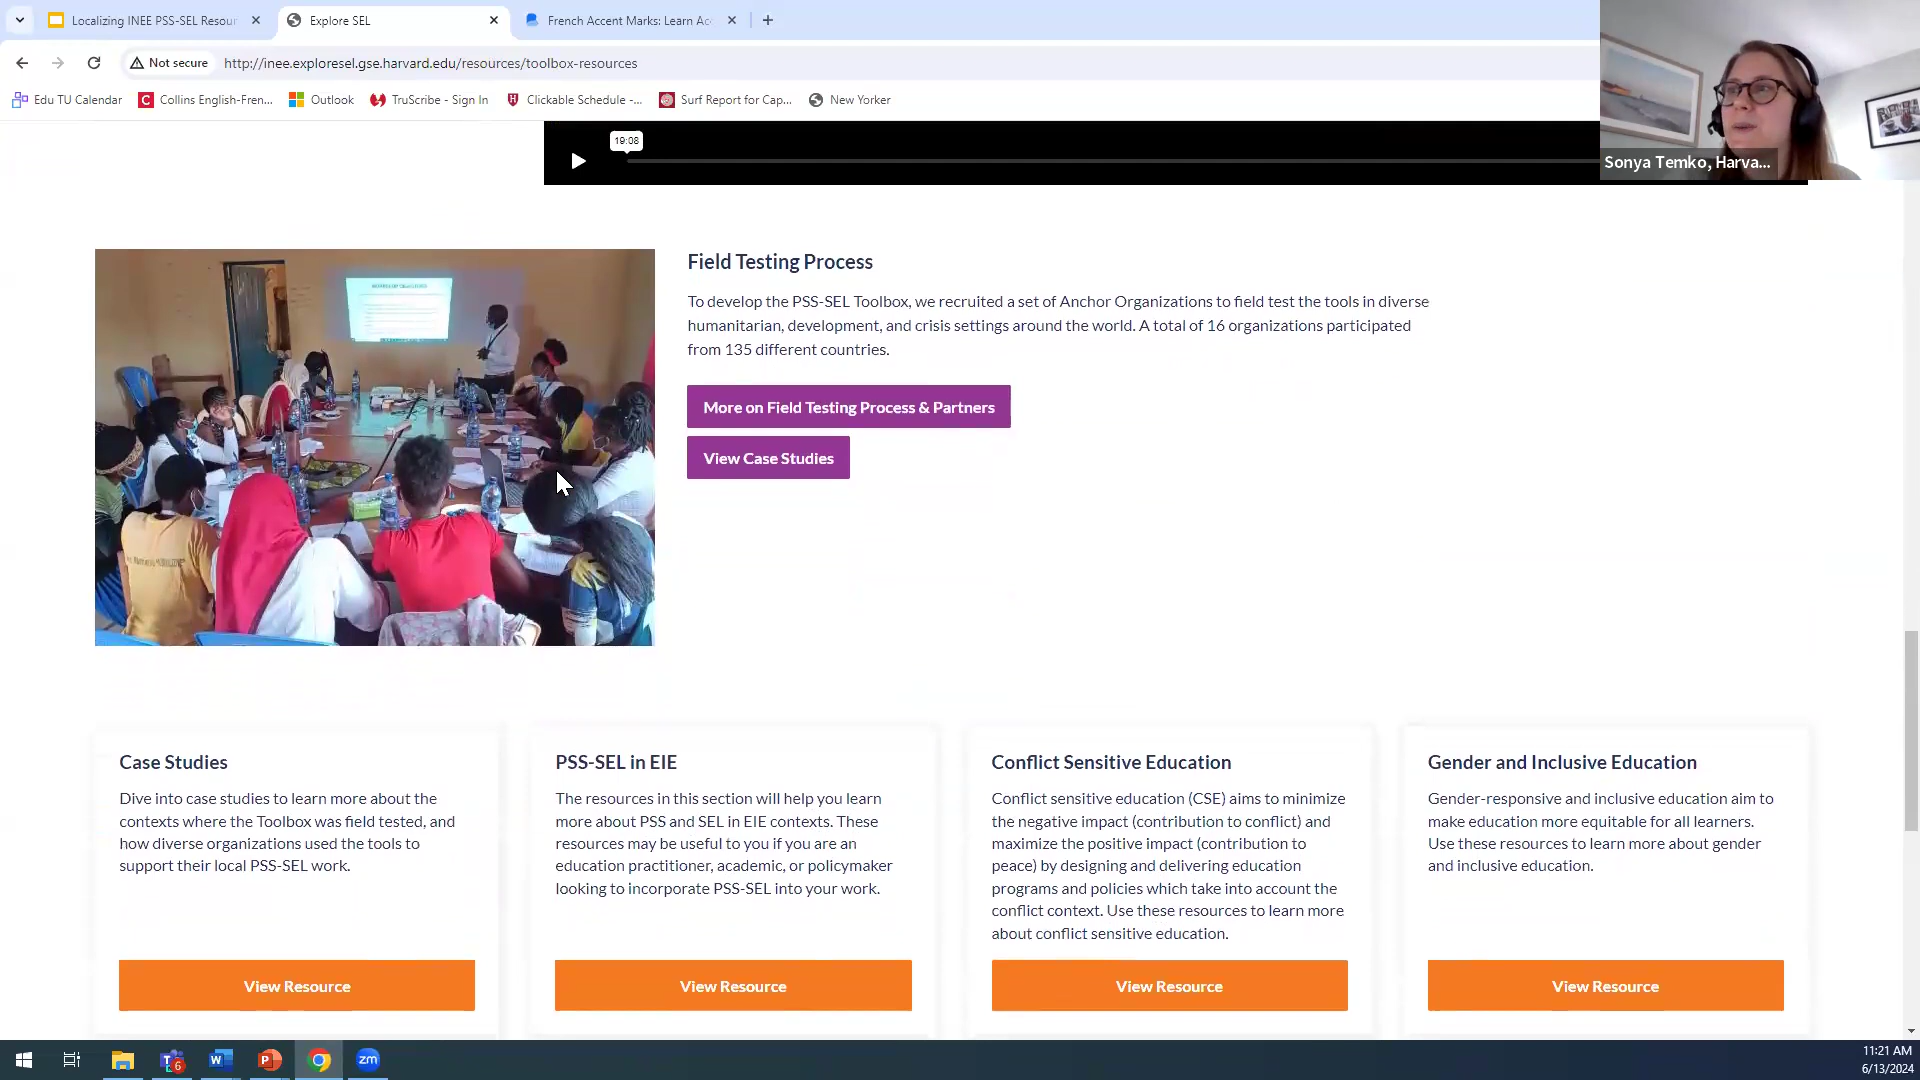 Localizing INEE PSS-SEL Resour
Explore SEL
French Accent Marks: Learn Ac
Not secure
http://inee.exploresel.gse.harvard.edu/resources/toolbox-resources
Edu TU Calendar
Collins English-Fren...
Outlook
TruScribe - Sign In
Clickable Schedule -...
Surf Report for Cap...
New Yorker
19:08
Sonya Temko, Harva...
Field Testing Process
To develop the PSS-SEL Toolbox, we recruited a set of Anchor Organizations to field test the tools in diverse
humanitarian, development, and crisis settings around the world. A total of 16 organizations participated
from 135 different countries.
More on Field Testing Process & Partners
View Case Studies
Case Studies
Dive into case studies to learn more about the
contexts where the Toolbox was field tested, and
how diverse organizations used the tools to
support their local PSS-SEL work.
View Resource
PSS-SEL in EIE
The resources in this section will help you learn
more about PSS and SEL in EIE contexts. These
resources may be useful to you if you are an
education practitioner, academic, or policymaker
looking to incorporate PSS-SEL into your work.
View Resource
Conflict Sensitive Education
Conflict sensitive education (CSE) aims to minimize
the negative impact (contribution to conflict) and
maximize the positive impact (contribution to
peace) by designing and delivering education
programs and policies which take into account the
conflict context. Use these resources to learn more
about conflict sensitive education.
View Resource
Gender and Inclusive Education
Gender-responsive and inclusive education aim to
make education more equitable for all learners.
Use these resources to learn more about gender
and inclusive education.
View Resource
6
zm
11:21 AM
6/13/2024